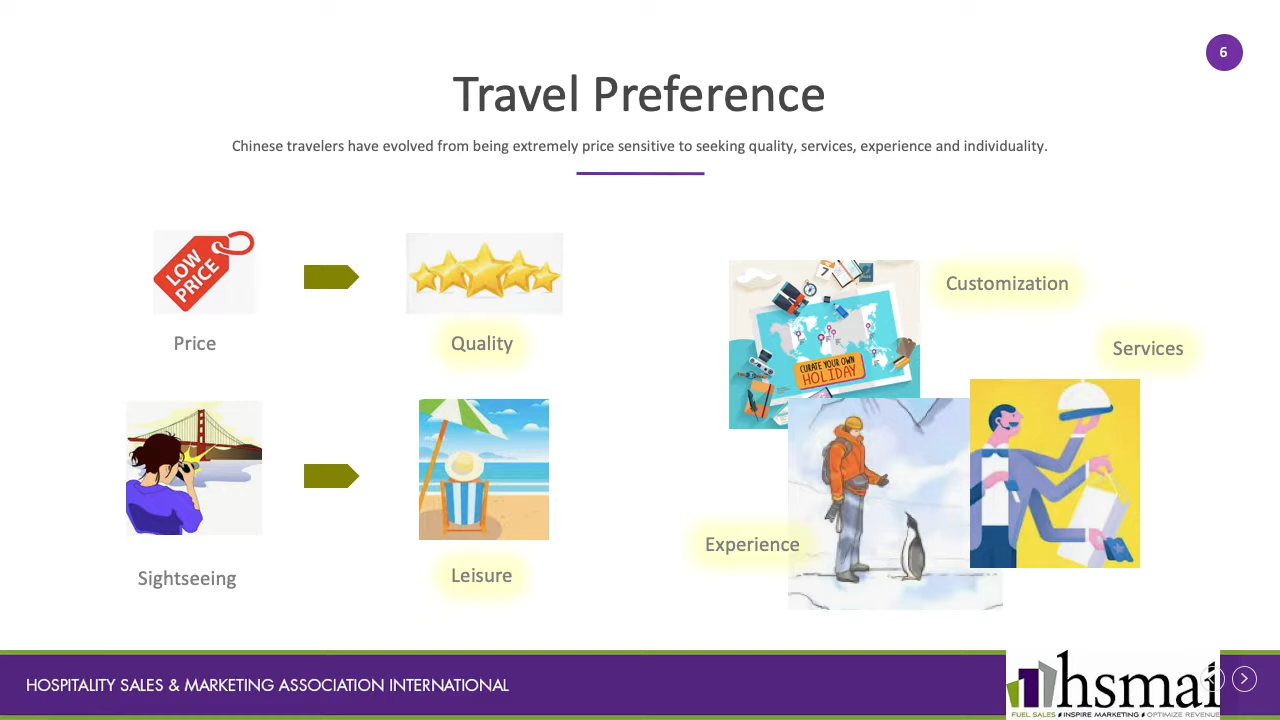 6
Travel Preference
Chinese travelers have evolved from being extremely price sensitive to seeking quality, services, experience and individuality.
LOW
PRICE
Price
Quality
Sightseeing
Leisure
7
CURATE YOUR OWN
HOLIDAY
Customization
Services
Experience
HOSPITALITY SALES & MARKETING ASSOCIATION INTERNATIONAL
hsmai
FUEL SALES INSPIRE MARKETING OPTIMIZE REVENUE